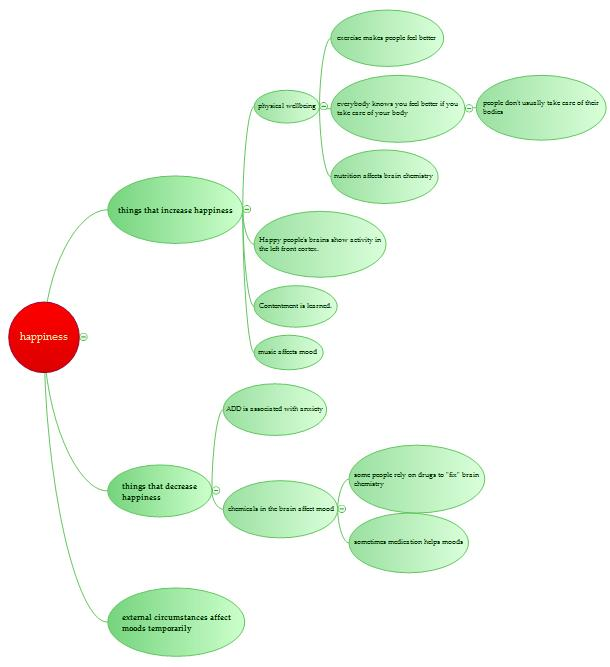 happiness
things that increase happiness
physical wellbeing
exercise makes people feel better
everybody knows you feel better if you
take care of your body
people don't usually take care of their
bodies
nutrition affects brain chemistry
Happy people's brains show activity in
the left front cortex.
Contentment is learned.
music affects mood
things that decrease
happiness
ADD is associated with anxiety
chemicals in the brain affect mood
some people rely on drugs to "fix" brain
chemistry
sometimes medication helps moods
external circumstances affect
moods temporarily